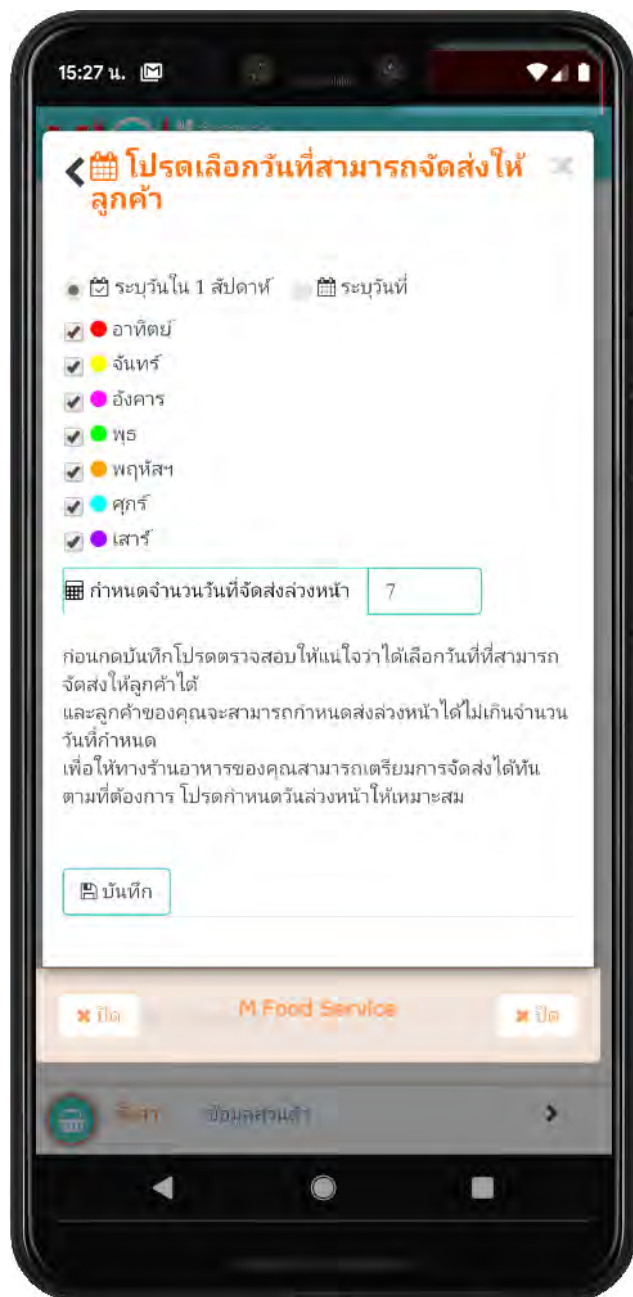 15:27 น.
โปรดเลือกวันที่สามารถจัดส่งให้
ลูกค้า
ระบุวันใน 1 สัปดาห์ ระบุวันที่
อาทิตย์
จันทร์
อังคาร
พุธ
พฤหัสฯ
ศุกร์
เสาร์
กำหนดจำนวนวันที่จัดส่งล่วงหน้า 7
ก่อนกดบันทึกโปรดตรวจสอบให้แน่ใจว่าได้เลือกวันที่ที่สามารถ
จัดส่งให้ลูกค้าได้
และลูกค้าของคุณจะสามารถกำหนดส่งล่วงหน้าได้ไม่เกินจำนวน
วันที่กำหนด
เพื่อให้ทางร้านอาหารของคุณสามารถเตรียมการจัดส่งได้ทัน
ตามที่ต้องการ โปรดกำหนดวันล่วงหน้าให้เหมาะสม
บันทึก
ปิด M Food Service ปิด
ข้อมูลส่วนตัว